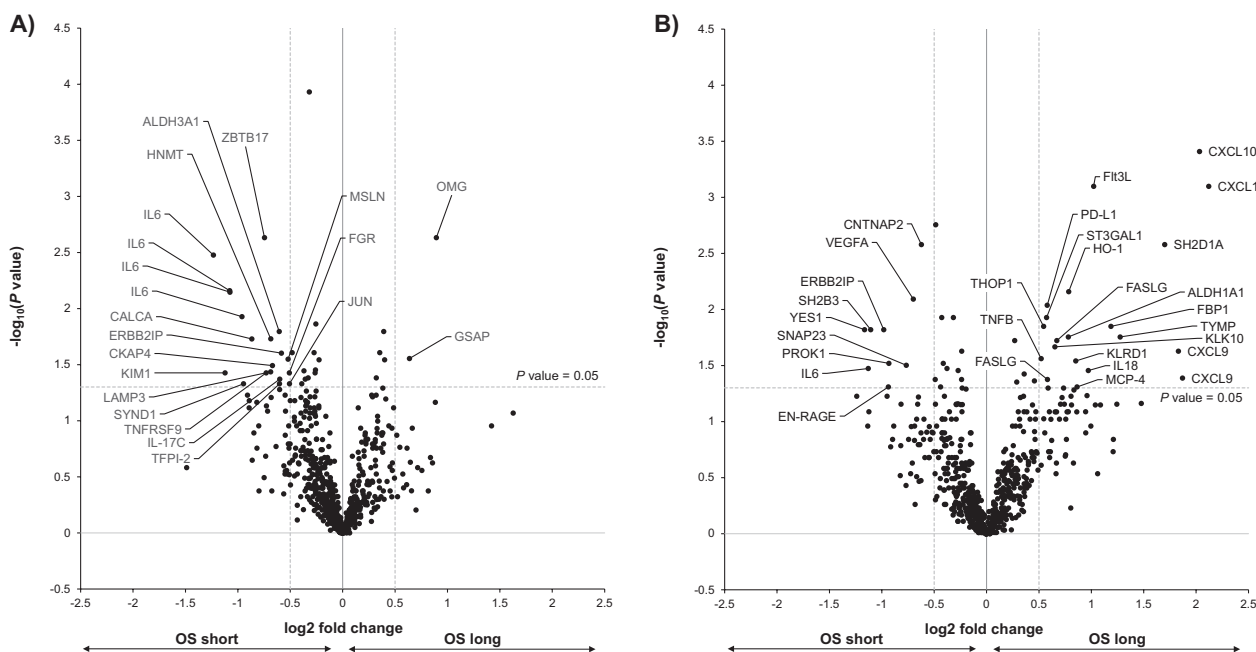 A)
4.5
4
3.5
3
2.5
2
1.5
1
0.5
0
-0.5
-log10(P value)
ALDH3A1
ZBTB17
HNMT
MSLN
OMG
IL6
FGR
IL6
IL6
IL6
JUN
CALCA
ERBB2IP
GSAP
CKAP4
KIM1
P value = 0.05
LAMP3
SYND1
TNFRSF9
IL-17C
TFPI-2
-2.5
-2
-1.5
-1
-0.5
0
0.5
1
1.5
2
2.5
log2 fold change
OS short
OS long
B)
4.5
4
3.5
3
2.5
2
1.5
1
0.5
0
-0.5
-log10(P value)
CXCL10
Flt3L
CXCL1
PD-L1
CNTNAP2
ST3GAL1
VEGFA
HO-1
SH2D1A
THOP1
FASLG
ERBB2IP
ALDH1A1
SH2B3
FBP1
YES1
TNFB
TYMP
SNAP23
KLK10
PROK1
KLRD1
CXCL9
IL6
FASLG
IL18
MCP-4
CXCL9
P value = 0.05
EN-RAGE
-2.5
-2
-1.5
-1
-0.5
0
0.5
1
1.5
2
2.5
log2 fold change
OS short
OS long